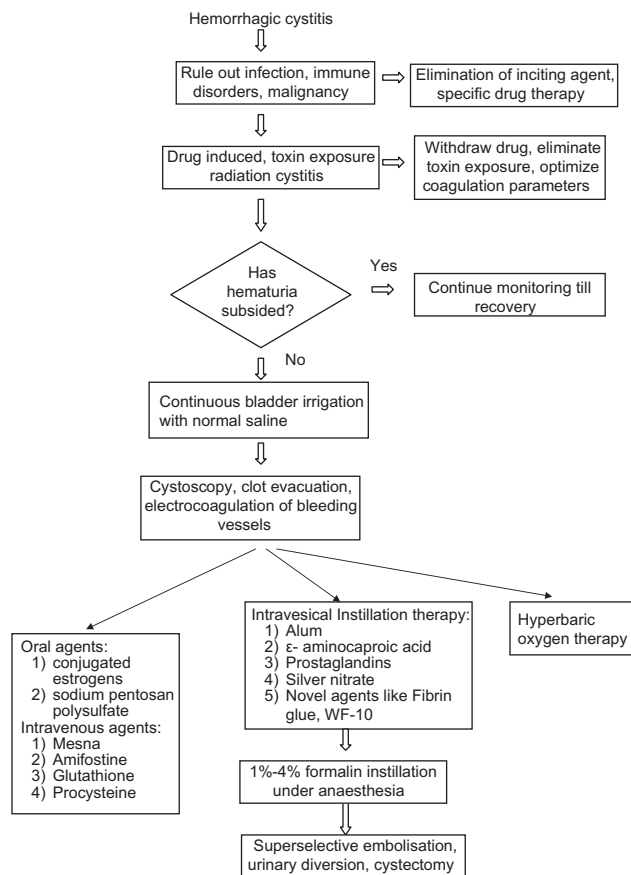 Hemorrhagic cystitis
Rule out infection, immune
disorders, malignancy
Elimination of inciting agent,
specific drug therapy
Drug induced, toxin exposure
radiation cystitis
Withdraw drug, eliminate
toxin exposure, optimize
coagulation parameters
Has
hematuria
subsided?
Yes
Continue monitoring till
recovery
No
Continuous bladder irrigation
with normal saline
Cystoscopy, clot evacuation,
electrocoagulation of bleeding
vessels
Oral agents:
1) conjugated
estrogens
2) sodium pentosan
polysulfate
Intravenous agents:
1) Mesna
2) Amifostine
3) Glutathione
4) Procysteine
Intravesical Instillation therapy:
1) Alum
2) ε- aminocaproic acid
3) Prostaglandins
4) Silver nitrate
5) Novel agents like Fibrin
glue, WF-10
Hyperbaric
oxygen therapy
1%-4% formalin instillation
under anaesthesia
Superselective embolisation,
urinary diversion, cystectomy